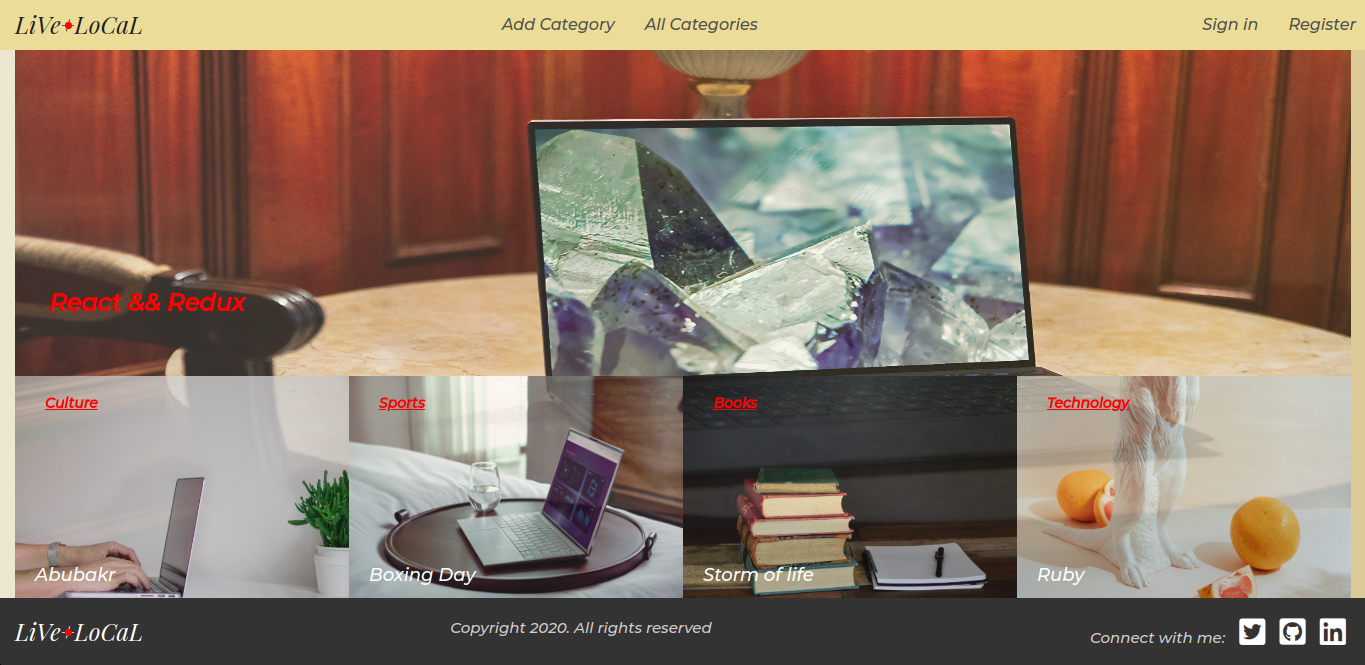 LiVe LoCaL
Add Category
All Categories
Sign in
Register
React && Redux
Culture
Sports
Books
Technology
Abubakr
Boxing Day
Storm of life
Ruby
LiVe LoCaL
Copyright 2020. All rights reserved
Connect with me: